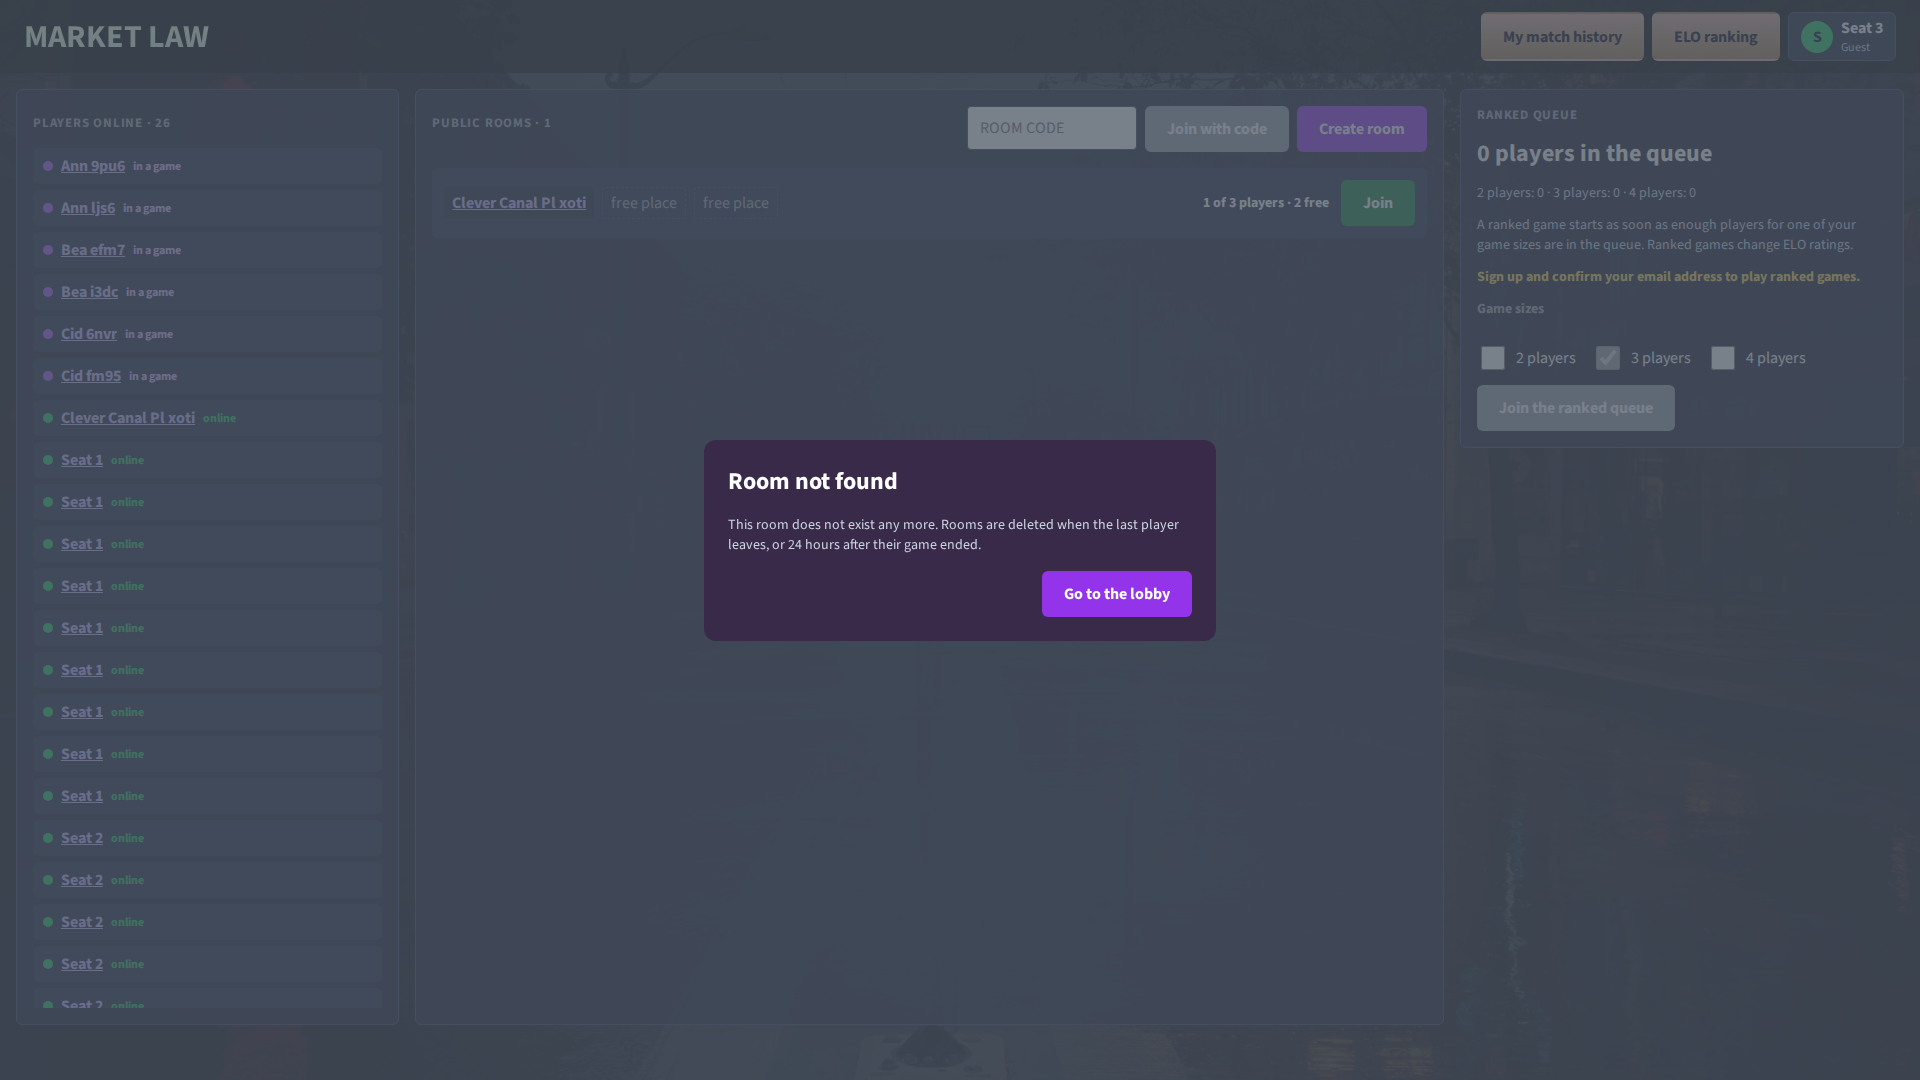 MARKET LAW
My match history
ELO ranking
S
Seat 3
Guest
PLAYERS ONLINE · 26
Ann 9pu6 in a game
Ann ljs6 in a game
Bea efm7 in a game
Bea i3dc in a game
Cid 6nvr in a game
Cid fm95 in a game
Clever Canal Pl xoti online
Seat 1 online
Seat 1 online
Seat 1 online
Seat 1 online
Seat 1 online
Seat 1 online
Seat 1 online
Seat 1 online
Seat 1 online
Seat 2 online
Seat 2 online
Seat 2 online
Seat 2 online
Seat 2 online
PUBLIC ROOMS · 1
ROOM CODE
Join with code
Create room
Clever Canal Pl xoti free place free place
1 of 3 players · 2 free
Join
RANKED QUEUE
0 players in the queue
2 players: 0 · 3 players: 0 · 4 players: 0
A ranked game starts as soon as enough players for one of your
game sizes are in the queue. Ranked games change ELO ratings.
Sign up and confirm your email address to play ranked games.
Game sizes
2 players
3 players
4 players
Join the ranked queue
Room not found
This room does not exist any more. Rooms are deleted when the last player
leaves, or 24 hours after their game ended.
Go to the lobby